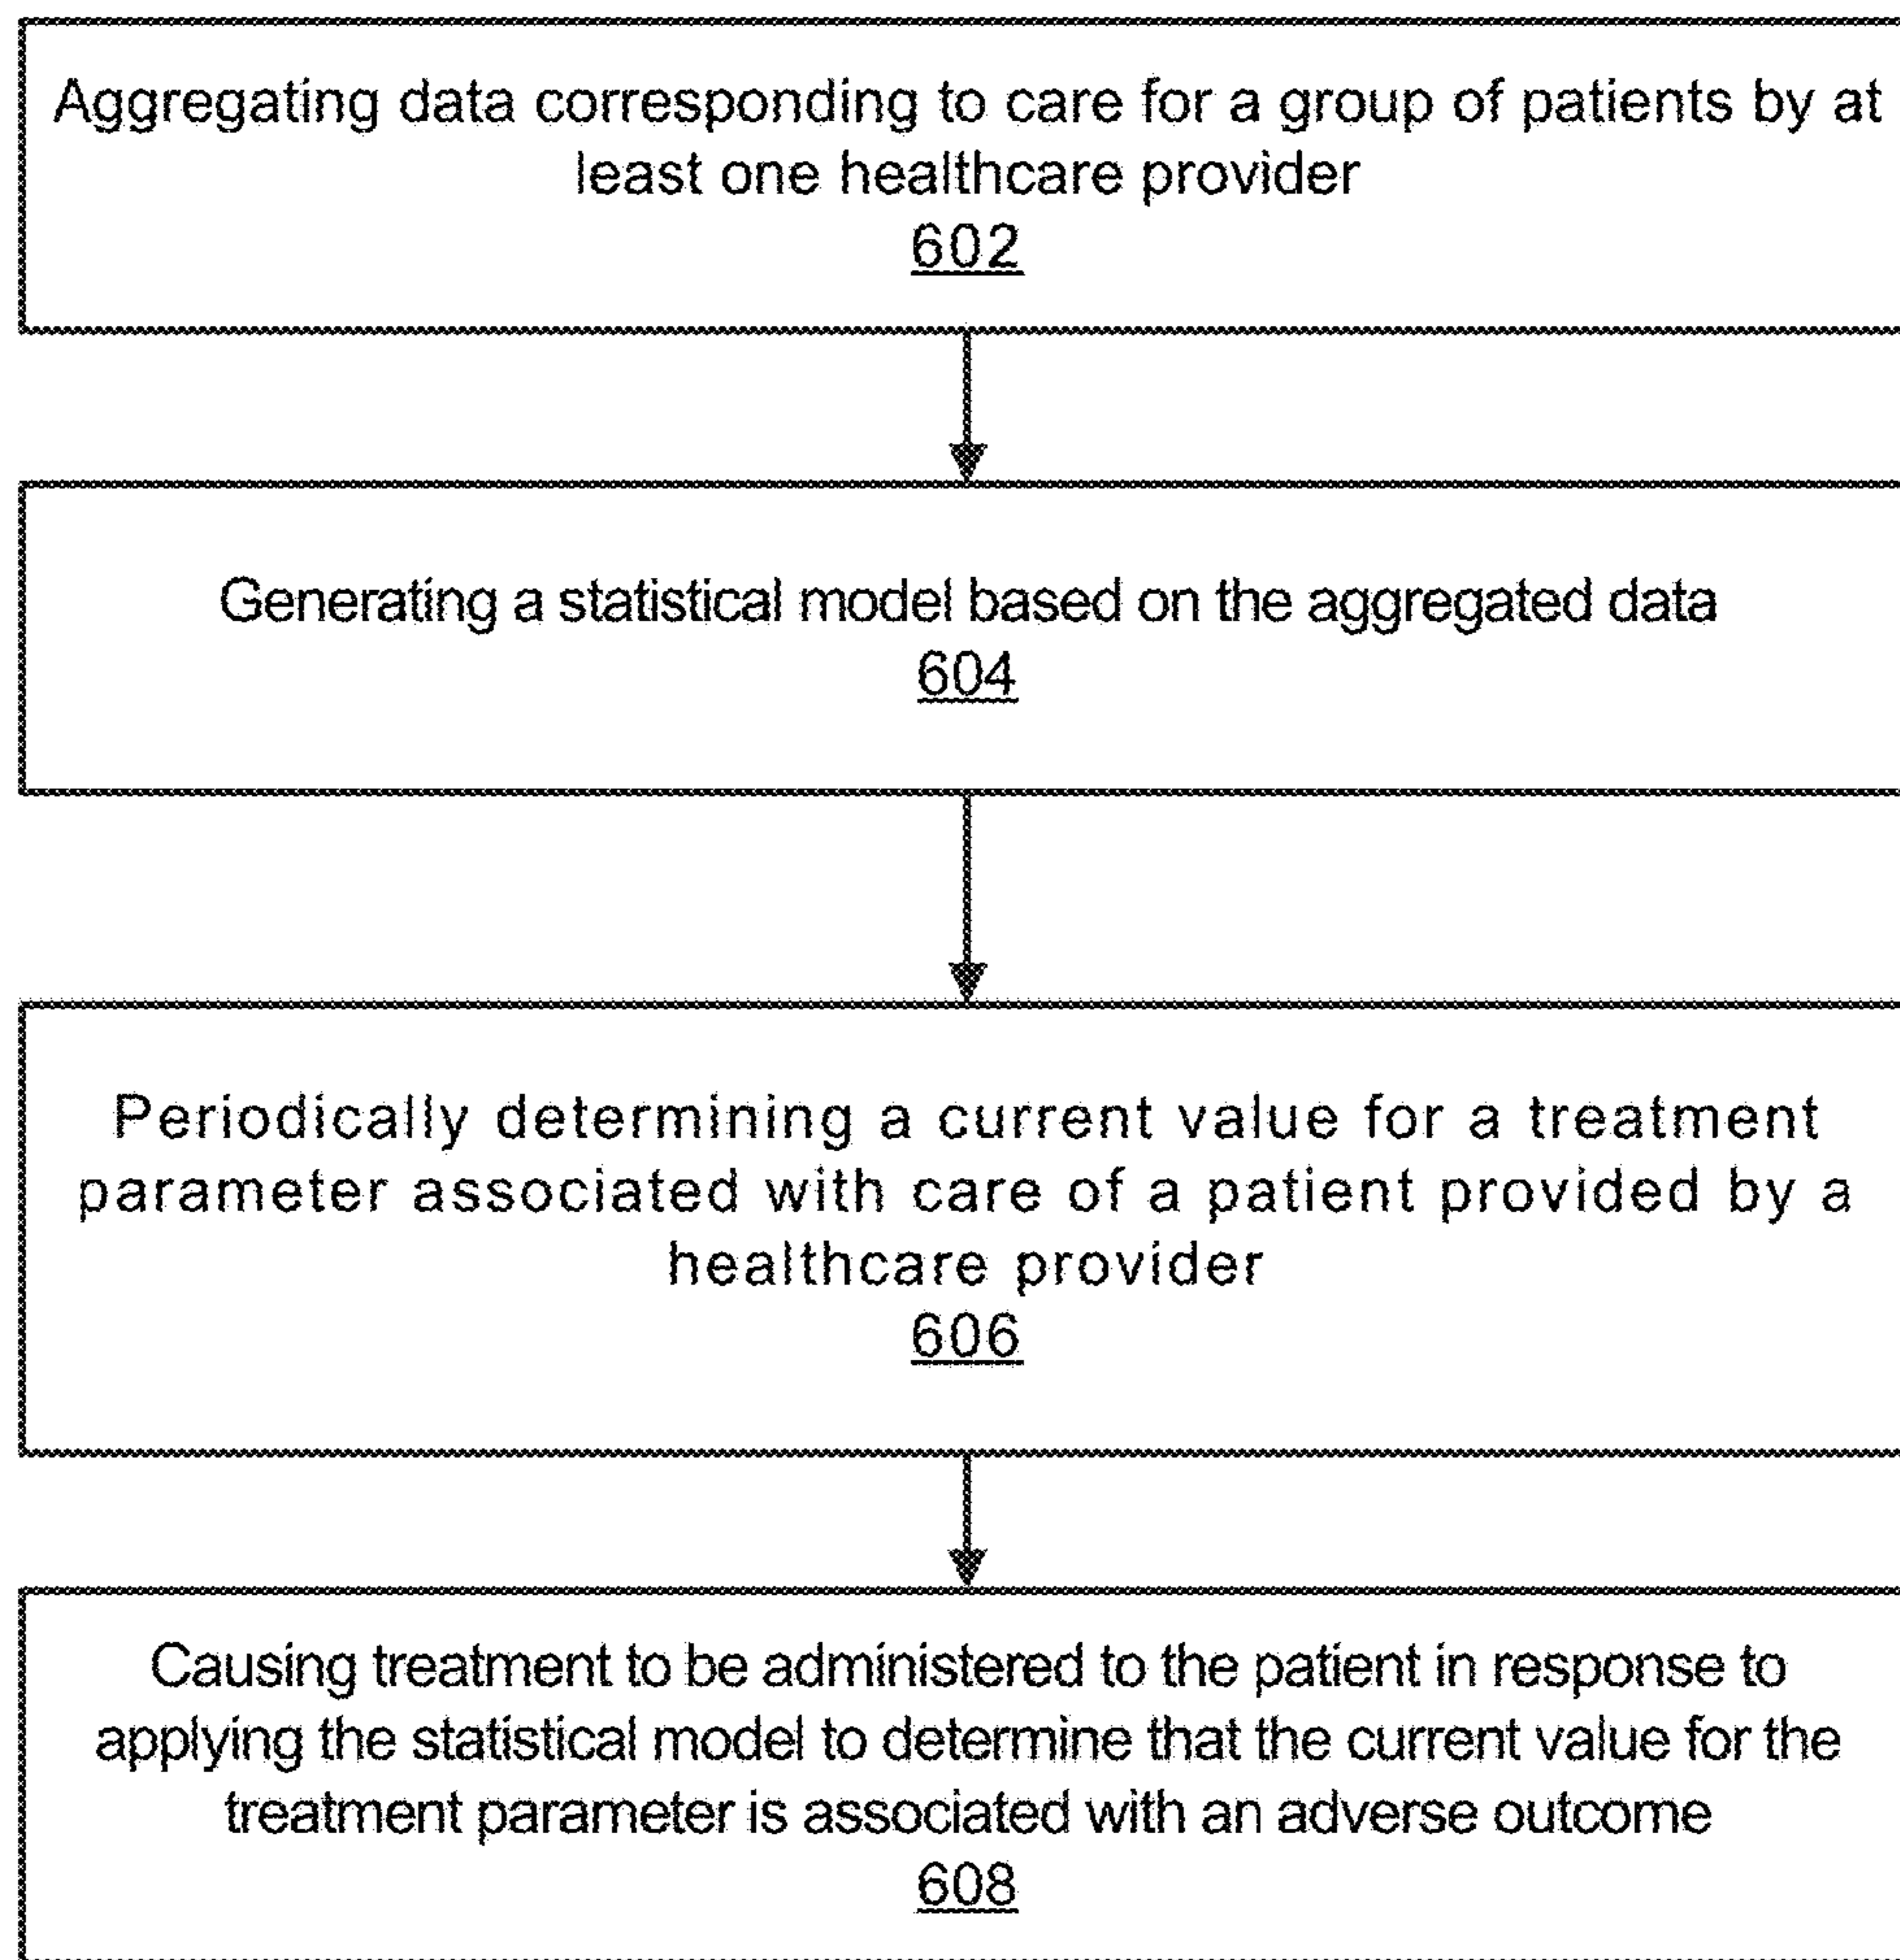 Aggregating data corresponding to care for a group of patients by at
least one healthcare provider
602
Generating a statistical model based on the aggregated data
604
Periodically determining a current value for a treatment
parameter associated with care of a patient provided by a
healthcare provider
606
Causing treatment to be administered to the patient in response to
applying the statistical model to determine that the current value for the
treatment parameter is associated with an adverse outcome
608